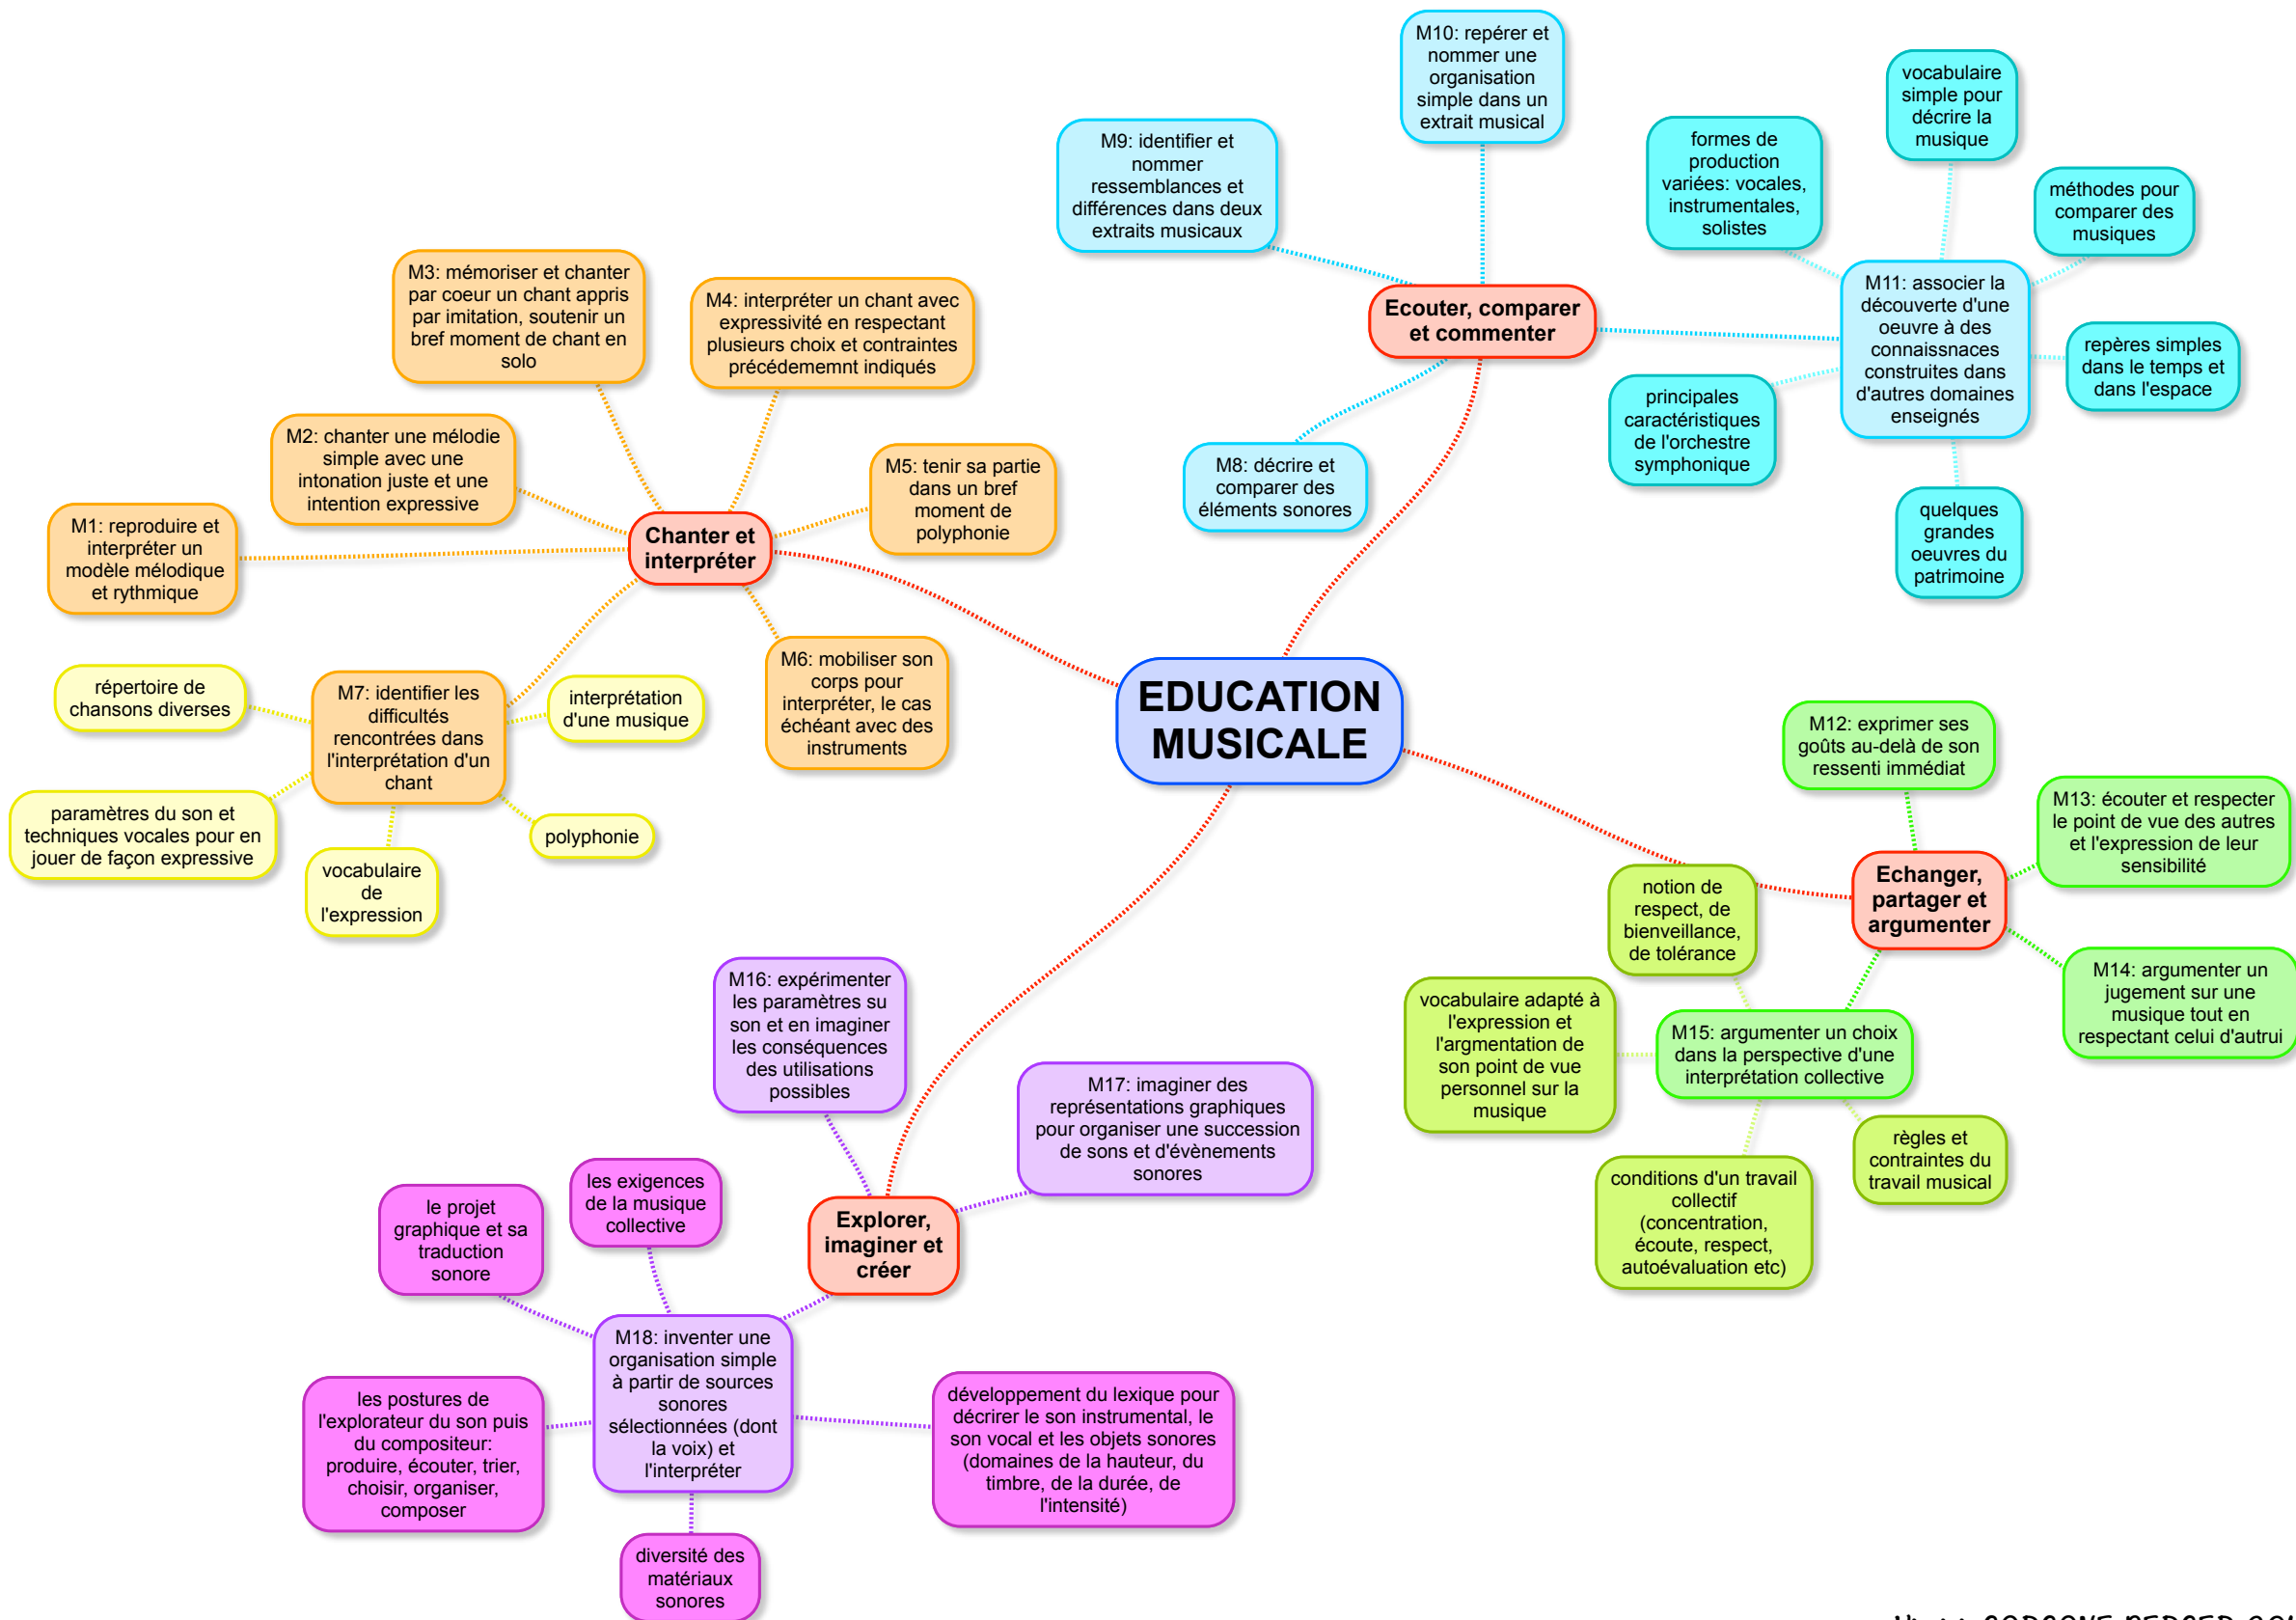 EDUCATION
MUSICALE
Chanter et
interpréter
M1: reproduire et
interpréter un
modèle mélodique
et rythmique
M2: chanter une mélodie
simple avec une
intonation juste et une
intention expressive
M3: mémoriser et chanter
par coeur un chant appris
par imitation, soutenir un
bref moment de chant en
solo
M4: interpréter un chant avec
expressivité en respectant
plusieurs choix et contraintes
précédememnt indiqués
M5: tenir sa partie
dans un bref
moment de
polyphonie
M6: mobiliser son
corps pour
interpréter, le cas
échéant avec des
instruments
M7: identifier les
difficultés
rencontrées dans
l'interprétation d'un
chant
répertoire de
chansons diverses
paramètres du son et
techniques vocales pour en
jouer de façon expressive
vocabulaire
de
l'expression
polyphonie
interprétation
d'une musique
Ecouter, comparer
et commenter
M8: décrire et
comparer des
éléments sonores
M9: identifier et
nommer
ressemblances et
différences dans deux
extraits musicaux
M10: repérer et
nommer une
organisation
simple dans un
extrait musical
M11: associer la
découverte d'une
oeuvre à des
connaissnaces
construites dans
d'autres domaines
enseignés
formes de
production
variées: vocales,
instrumentales,
solistes
vocabulaire
simple pour
décrire la
musique
méthodes pour
comparer des
musiques
repères simples
dans le temps et
dans l'espace
quelques
grandes
oeuvres du
patrimoine
principales
caractéristiques
de l'orchestre
symphonique
Echanger,
partager et
argumenter
M12: exprimer ses
goûts au-delà de son
ressenti immédiat
M13: écouter et respecter
le point de vue des autres
et l'expression de leur
sensibilité
M14: argumenter un
jugement sur une
musique tout en
respectant celui d'autrui
M15: argumenter un choix
dans la perspective d'une
interprétation collective
notion de
respect, de
bienveillance,
de tolérance
vocabulaire adapté à
l'expression et
l'argmentation de
son point de vue
personnel sur la
musique
conditions d'un travail
collectif
(concentration,
écoute, respect,
autoévaluation etc)
règles et
contraintes du
travail musical
Explorer,
imaginer et
créer
M16: expérimenter
les paramètres su
son et en imaginer
les conséquences
des utilisations
possibles
M17: imaginer des
représentations graphiques
pour organiser une succession
de sons et d'évènements
sonores
M18: inventer une
organisation simple
à partir de sources
sonores
sélectionnées (dont
la voix) et
l'interpréter
les exigences
de la musique
collective
le projet
graphique et sa
traduction
sonore
les postures de
l'explorateur du son puis
du compositeur:
produire, écouter, trier,
choisir, organiser,
composer
diversité des
matériaux
sonores
développement du lexique pour
décrirer le son instrumental, le
son vocal et les objets sonores
(domaines de la hauteur, du
timbre, de la durée, de
l'intensité)